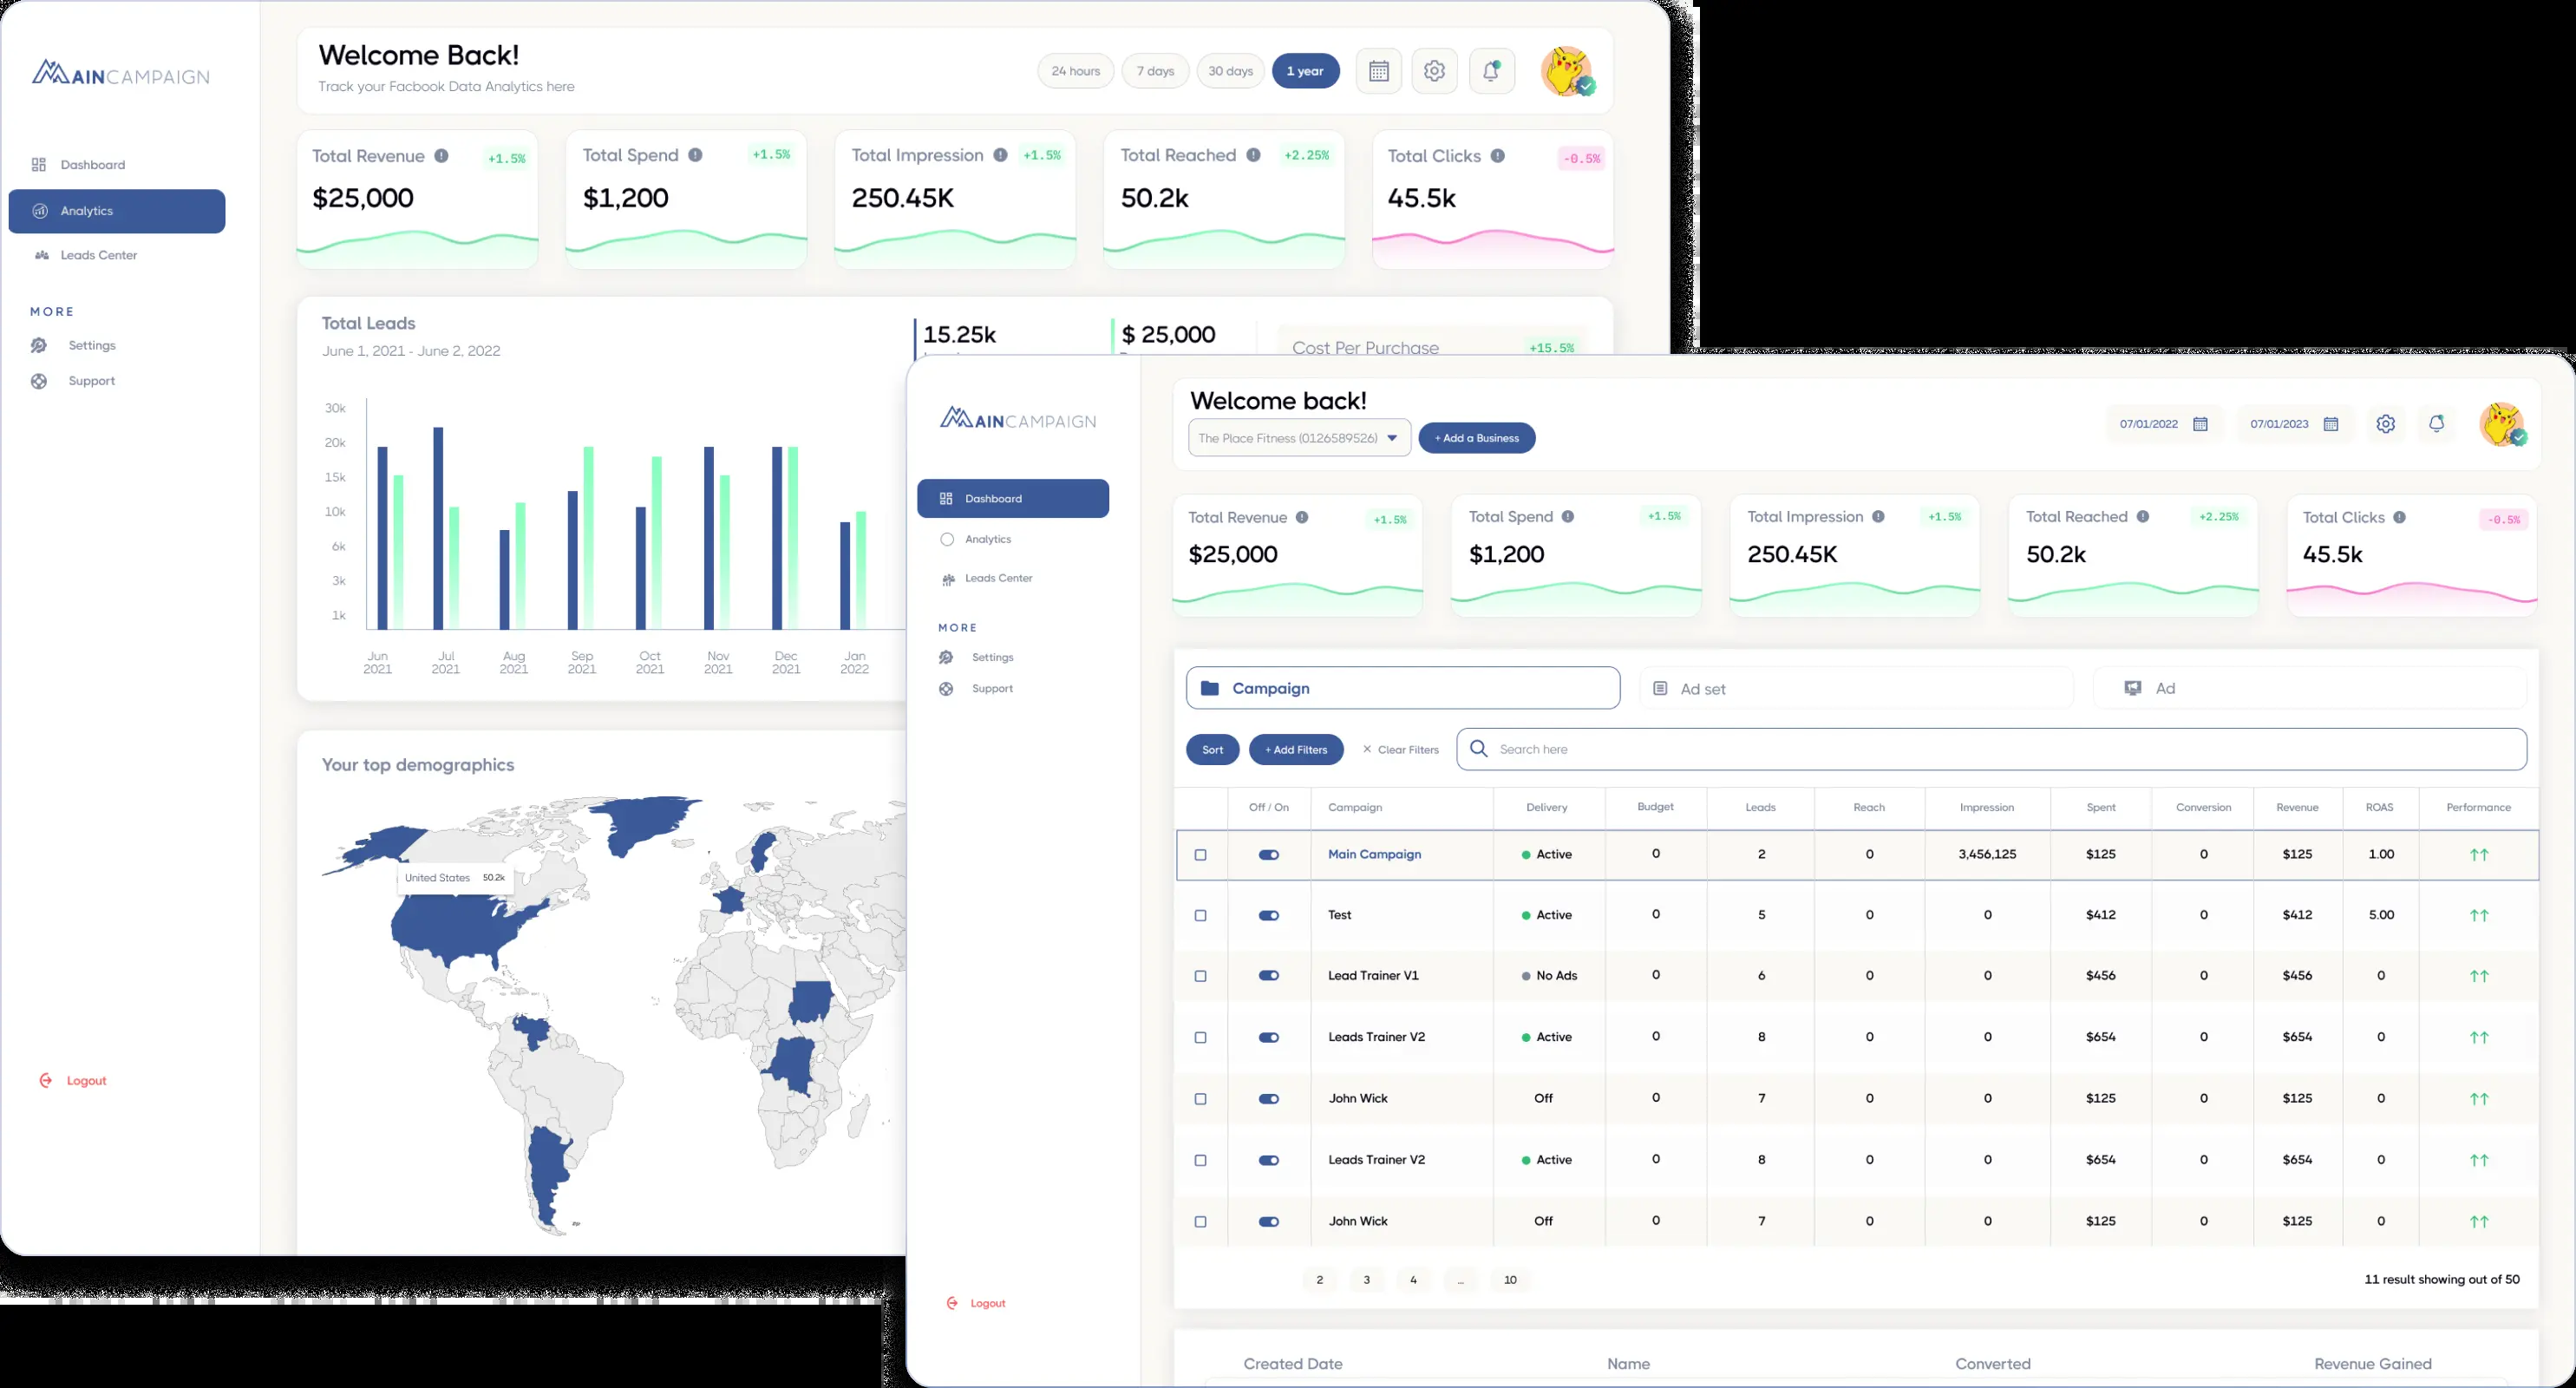 MAINCAMPAIGN
Dashboard
Analytics
Leads Center
MORE
Settings
Support
Logout
Welcome Back!
Track your Facbook Data Analytics here
24 hours 7 days 30 days 1 year
Total Revenue +1.5%
$25,000
Total Spend +1.5%
$1,200
Total Impression +1.5%
250.45K
Total Reached +2.25%
50.2k
Total Clicks -0.5%
45.5k
Total Leads
June 1, 2021 - June 2, 2022
15.25k
$ 25,000
Cost Per Purchase +15.5%
30k
20k
15k
10k
6k
3k
1k
Jun Jul Aug Sep Oct Nov Dec Jan
2021 2021 2021 2021 2021 2021 2021 2022
Your top demographics
United States 50.2k
MAINCAMPAIGN
Dashboard
Analytics
Leads Center
MORE
Settings
Support
Logout
Welcome back!
The Place Fitness (0126589526) + Add a Business
07/01/2022 07/01/2023
Total Revenue +1.5%
$25,000
Total Spend +1.5%
$1,200
Total Impression +1.5%
250.45K
Total Reached +2.25%
50.2k
Total Clicks -0.5%
45.5k
Campaign Ad set Ad
Sort + Add Filters × Clear Filters Search here
Off / On Campaign Delivery Budget Leads Reach Impression Spent Conversion Revenue ROAS Performance
Main Campaign Active 0 2 0 3,456,125 $125 0 $125 1.00
Test Active 0 5 0 0 $412 0 $412 5.00
Lead Trainer V1 No Ads 0 6 0 0 $456 0 $456 0
Leads Trainer V2 Active 0 8 0 0 $654 0 $654 0
John Wick Off 0 7 0 0 $125 0 $125 0
Leads Trainer V2 Active 0 8 0 0 $654 0 $654 0
John Wick Off 0 7 0 0 $125 0 $125 0
2 3 4 ... 10
11 result showing out of 50
Created Date Name Converted Revenue Gained